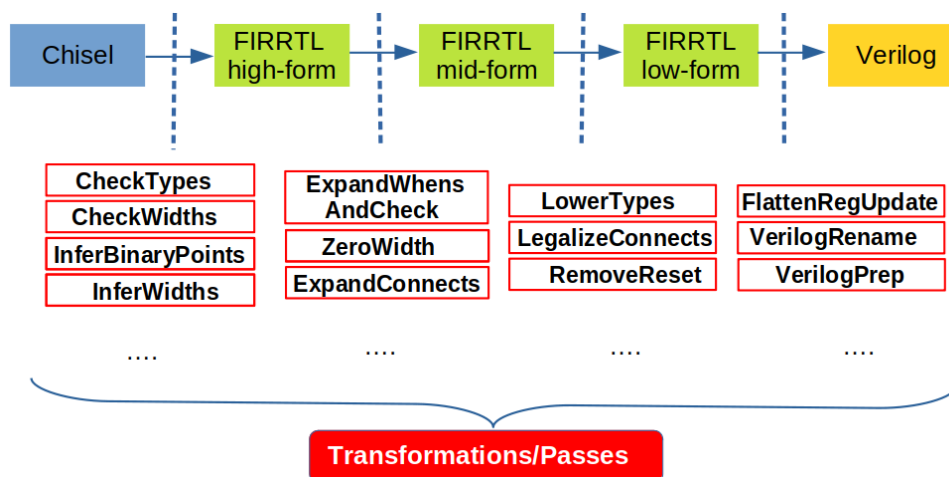 Chisel
FIRRTL
high-form
FIRRTL
mid-form
FIRRTL
low-form
Verilog
CheckTypes
CheckWidths
InferBinaryPoints
InferWidths
....
ExpandWhens
AndCheck
ZeroWidth
ExpandConnects
....
LowerTypes
LegalizeConnects
RemoveReset
....
FlattenRegUpdate
VerilogRename
VerilogPrep
....
Transformations/Passes